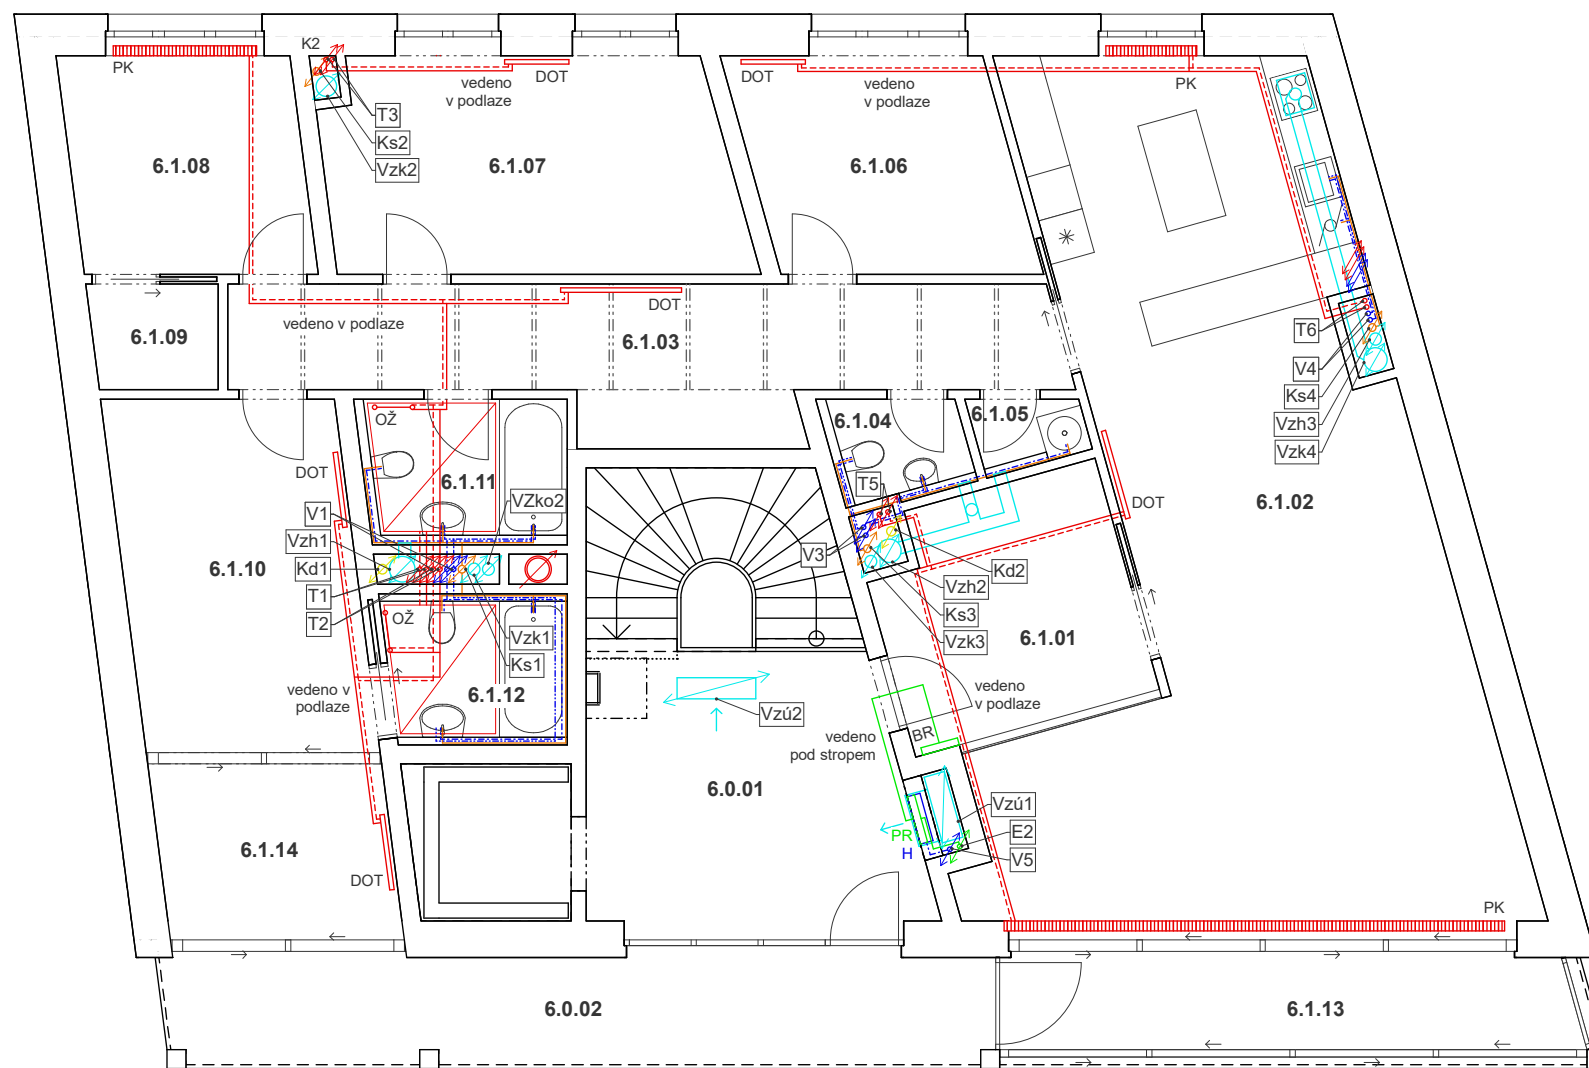 K2
PK
vedeno
v podlaze
DOT
DOT
vedeno
v podlaze
PK
T3
Ks2
Vzk2
6.1.08
6.1.07
6.1.06
6.1.09
vedeno v podlaze
DOT
6.1.03
T6
V4
Ks4
Vzh3
Vzk4
OŽ
6.1.04
6.1.05
DOT
6.1.11
VZko2
T5
DOT
6.1.02
V1
Vzh1
Kd1
T1
T2
6.1.10
V3
Kd2
Vzh2
Ks3
Vzk3
OŽ
Vzk1
Ks1
6.1.01
vedeno v
podlaze
6.1.12
Vzú2
vedeno
v podlaze
BR
vedeno
pod stropem
6.0.01
Vzú1
E2
V5
PR
H
6.1.14
DOT
PK
6.0.02
6.1.13